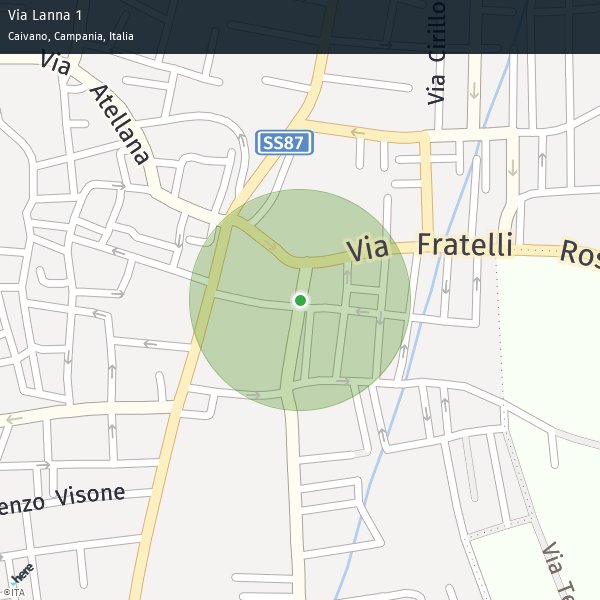 Via Lanna 1
Caivano, Campania, Italia
Via Atellana
Via Cirillo
SS87
Via Fratelli Ros
enzo Visone
Via Te
here
©ITA